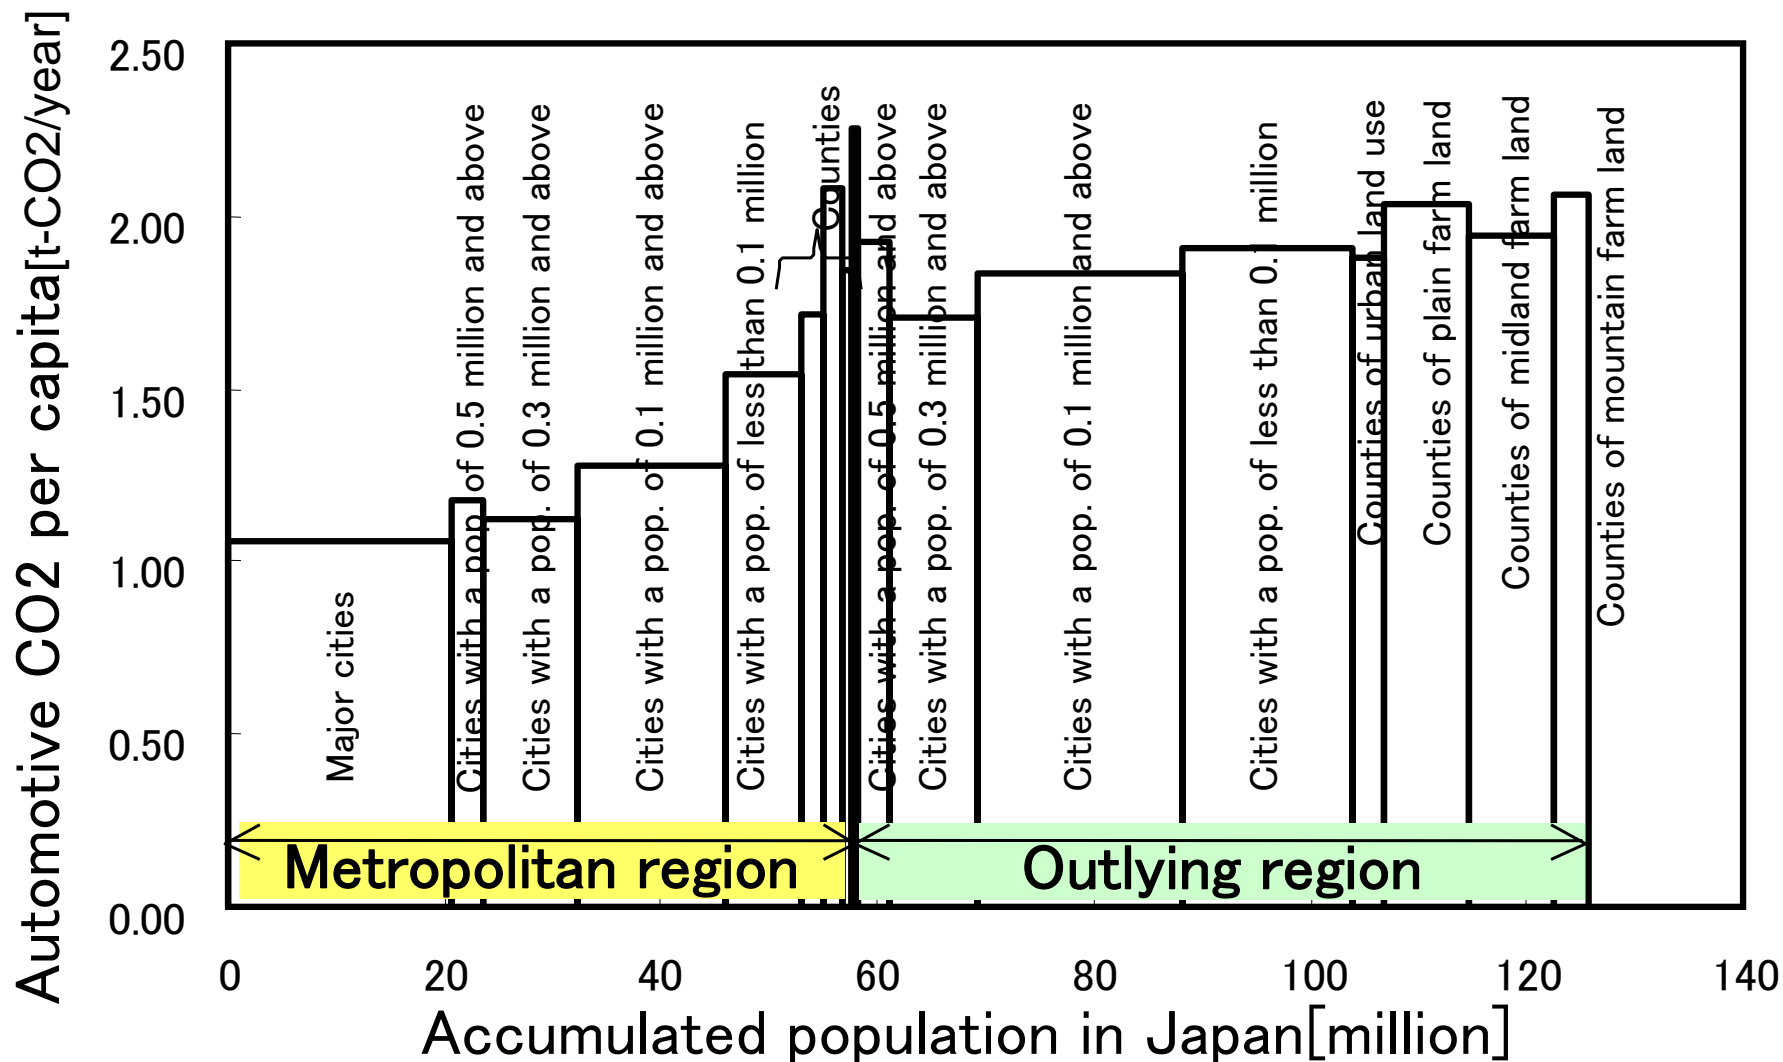 Automotive CO2 per capita[t-CO2/year]
2.50
2.00
1.50
1.00
0.50
0.00
Major cities
Cities with a pop. of 0.5 million and above
Cities with a pop. of 0.3 million and above
Cities with a pop. of 0.1 million and above
Cities with a pop. of less than 0.1 million
Counties
Cities with a pop. of 0.5 million and above
Cities with a pop. of 0.3 million and above
Cities with a pop. of 0.1 million and above
Cities with a pop. of less than 0.1 million
Counties of urban land use
Counties of plain farm land
Counties of midland farm land
Counties of mountain farm land
Metropolitan region
Outlying region
0 20 40 60 80 100 120 140
Accumulated population in Japan[million]